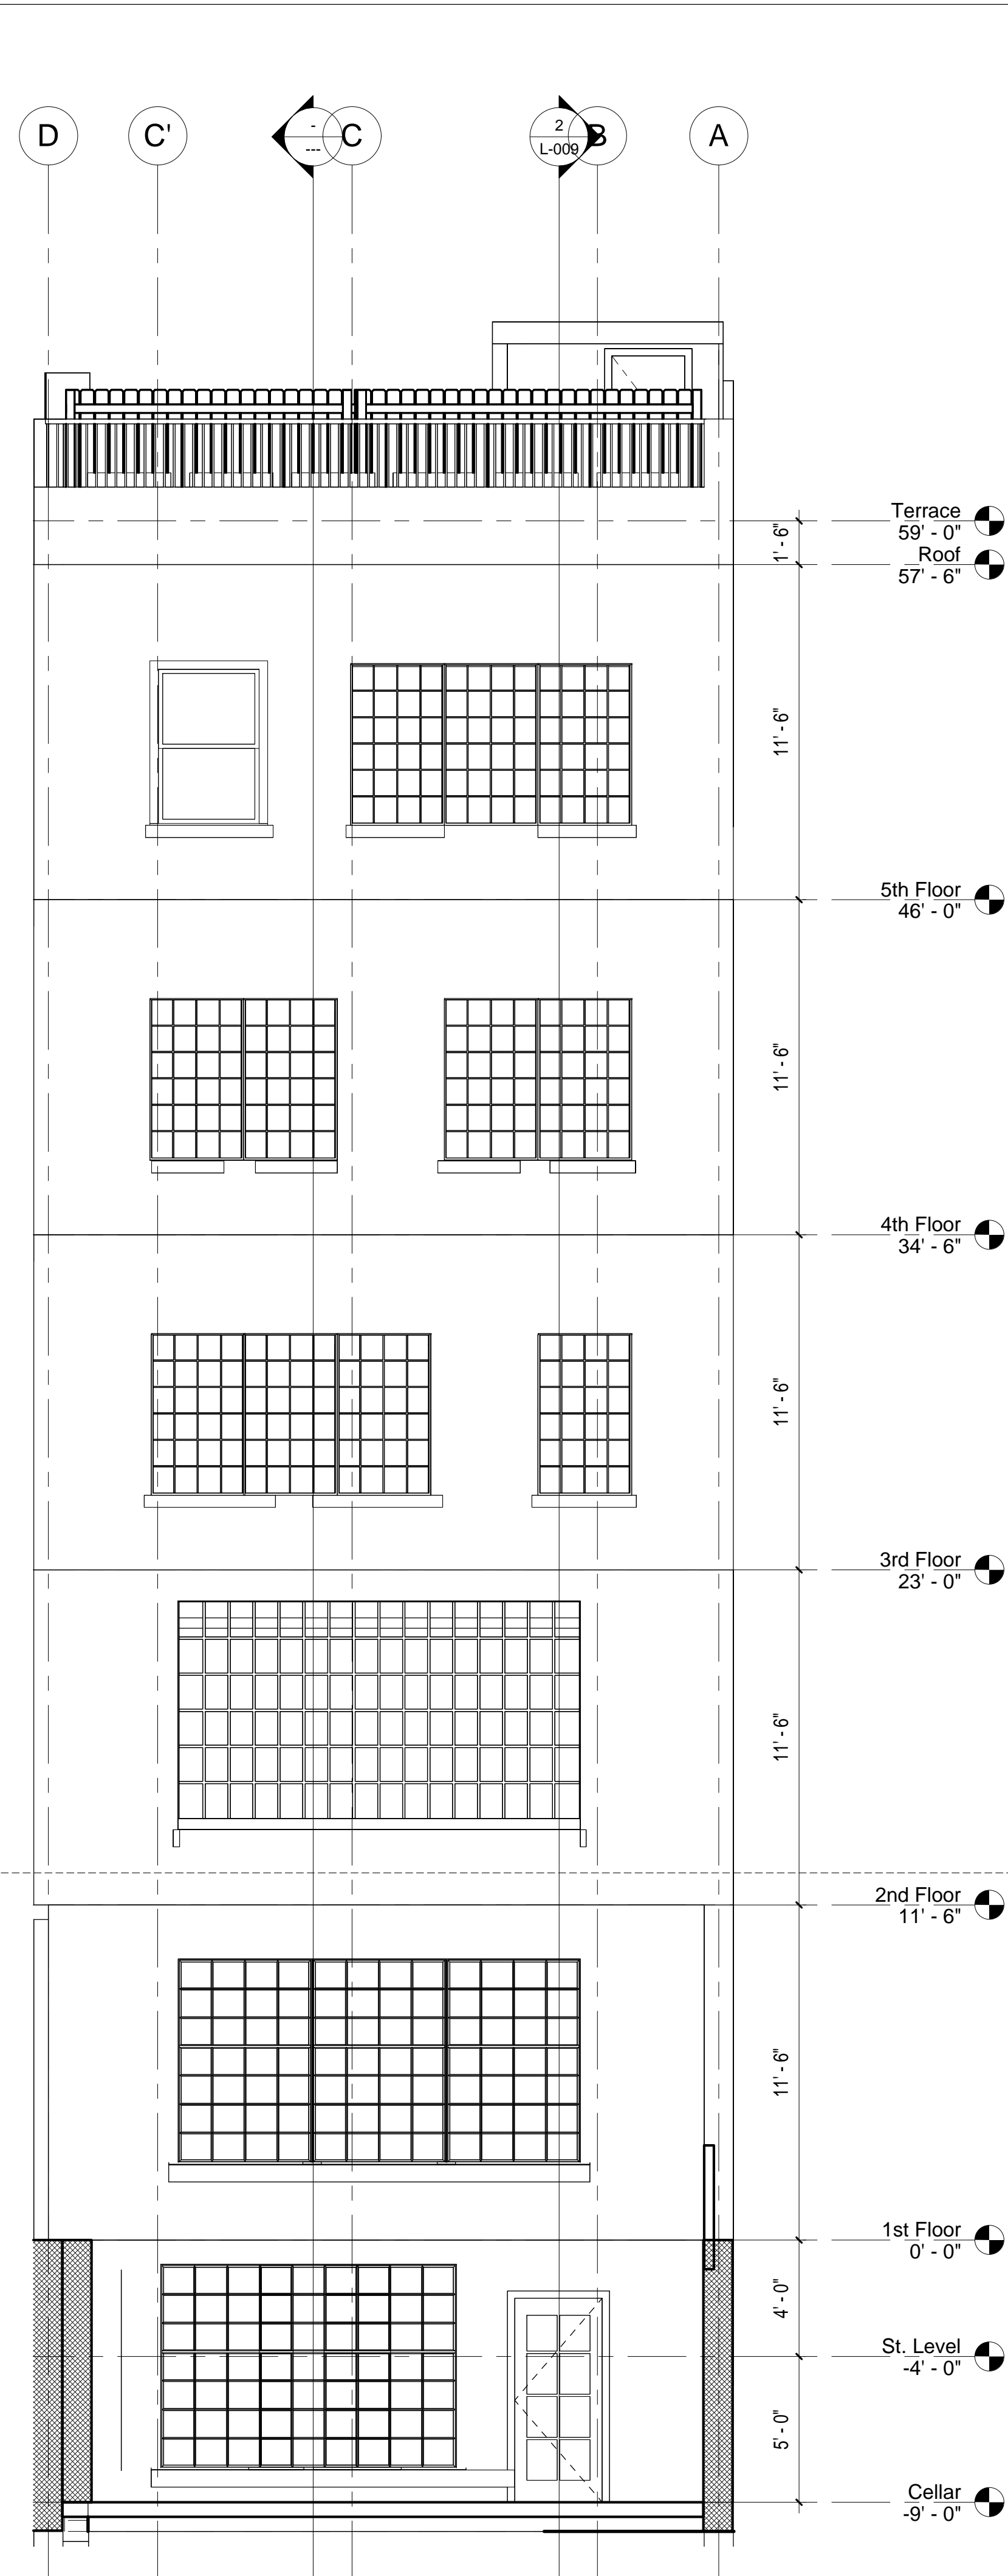 D
C'
-
---
C
2
L-009
B
A
Terrace
59' - 0"
1' - 6"
Roof
57' - 6"
11' - 6"
5th Floor
46' - 0"
11' - 6"
4th Floor
34' - 6"
11' - 6"
3rd Floor
23' - 0"
11' - 6"
2nd Floor
11' - 6"
11' - 6"
1st Floor
0' - 0"
4' - 0"
St. Level
-4' - 0"
5' - 0"
Cellar
-9' - 0"